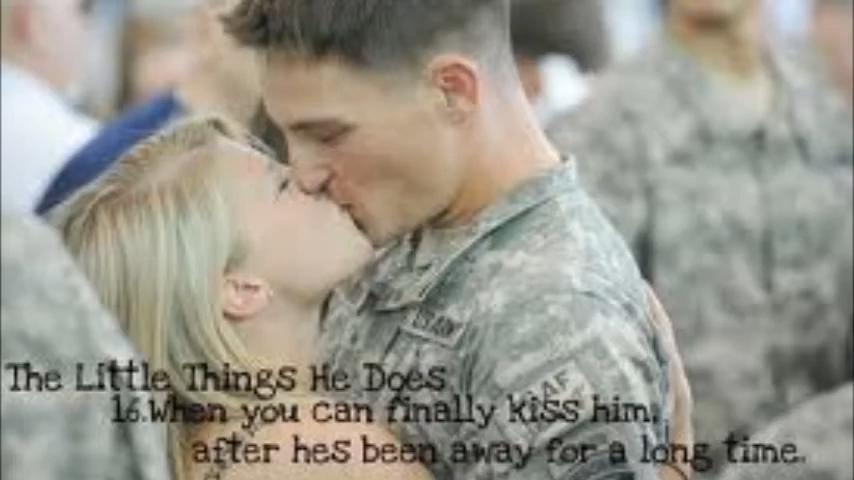 The Little Things He Does
16.When you can finally kiss him,
after hes been away for a long time.